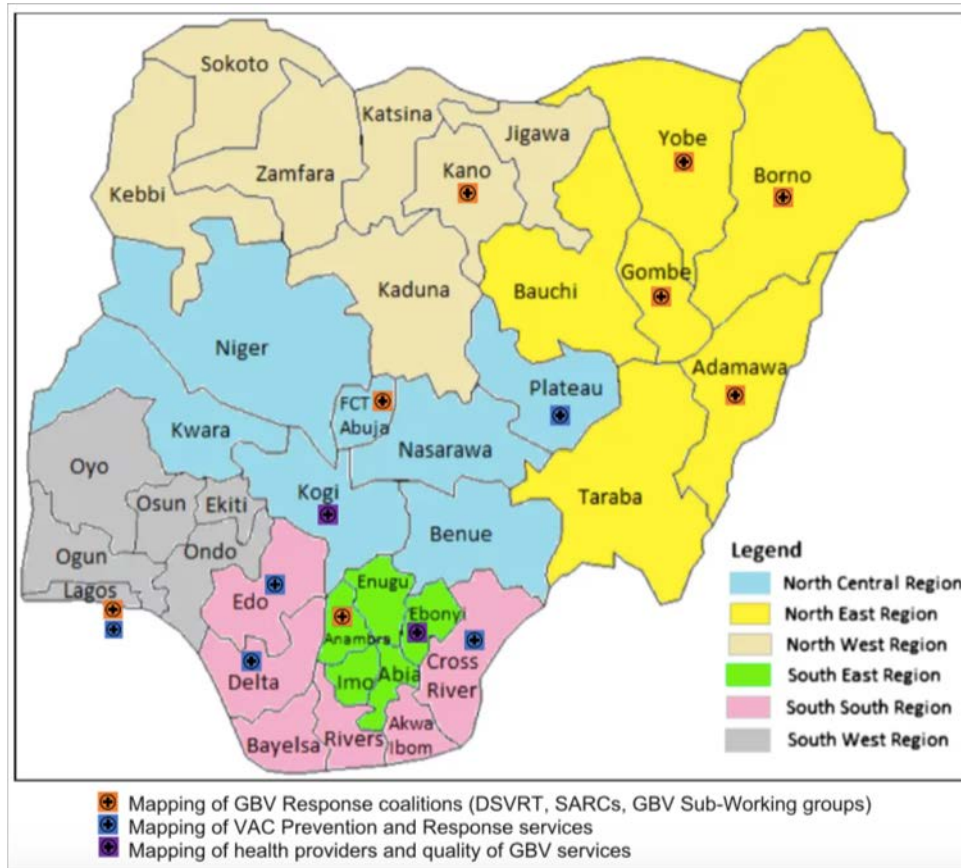 Sokoto
Katsina
Jigawa
Yobe
Kano
Borno
Zamfara
Kebbi
Gombe
Bauchi
Kaduna
Niger
Adamawa
Plateau
FCT
Abuja
Kwara
Nasarawa
Oyo
Kogi
Taraba
Osun
Ekiti
Benue
Ogun
Ondo
Lagos
Edo
Enugu
Ebonyi
Anambra
Cross
River
Delta
Imo
Abia
Bayelsa
Rivers
Akwa
Ibom
Legend
North Central Region
North East Region
North West Region
South East Region
South South Region
South West Region
Mapping of GBV Response coalitions (DSVRT, SARCs, GBV Sub-Working groups)
Mapping of VAC Prevention and Response services
Mapping of health providers and quality of GBV services